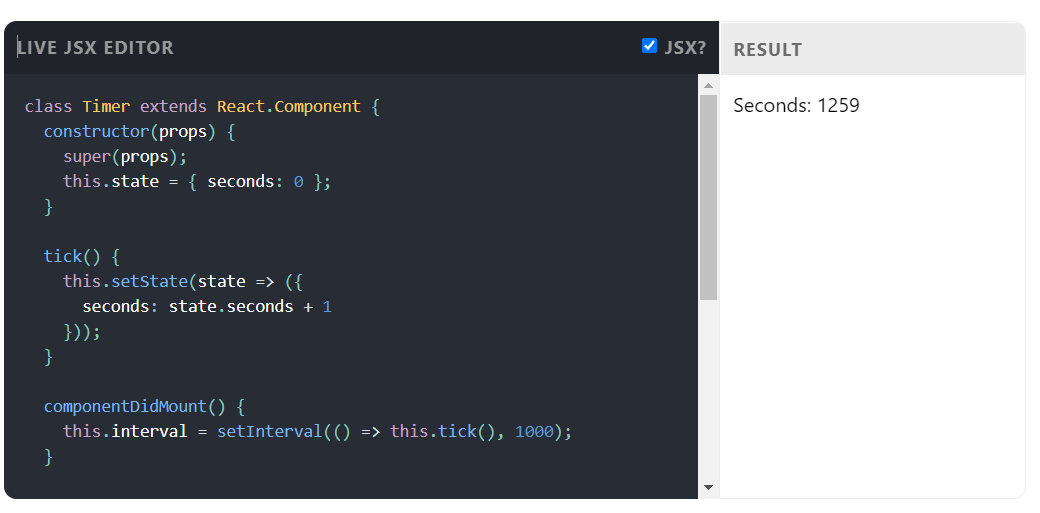 LIVE JSX EDITOR
JSX?
class Timer extends React.Component {
  constructor(props) {
    super(props);
    this.state = { seconds: 0 };
  }

  tick() {
    this.setState(state => ({
      seconds: state.seconds + 1
    }));
  }

  componentDidMount() {
    this.interval = setInterval(() => this.tick(), 1000);
  }
RESULT
Seconds: 1259